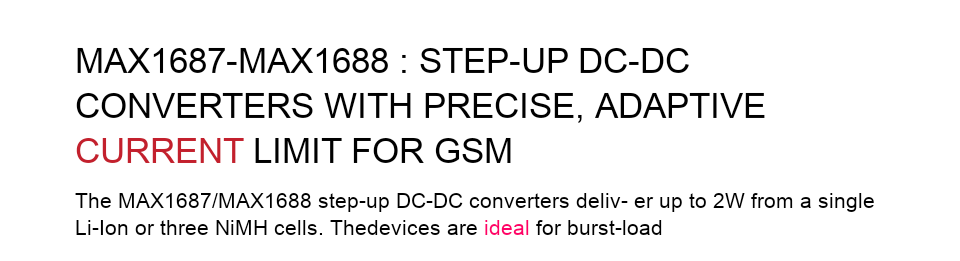 MAX1687-MAX1688 : STEP-UP DC-DC
CONVERTERS WITH PRECISE, ADAPTIVE
CURRENT LIMIT FOR GSM
The MAX1687/MAX1688 step-up DC-DC converters deliv- er up to 2W from a single
Li-Ion or three NiMH cells. Thedevices are ideal for burst-load